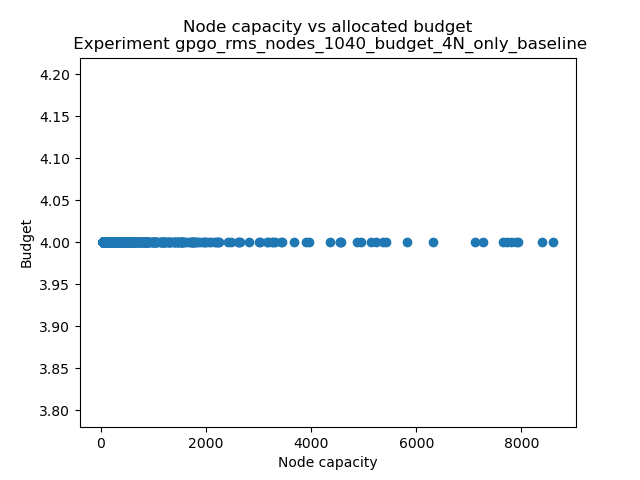 Node capacity vs allocated budget
Experiment gpgo_rms_nodes_1040_budget_4N_only_baseline
4.20
4.15
4.10
4.05
4.00
3.95
3.90
3.85
3.80
Budget
0 2000 4000 6000 8000
Node capacity